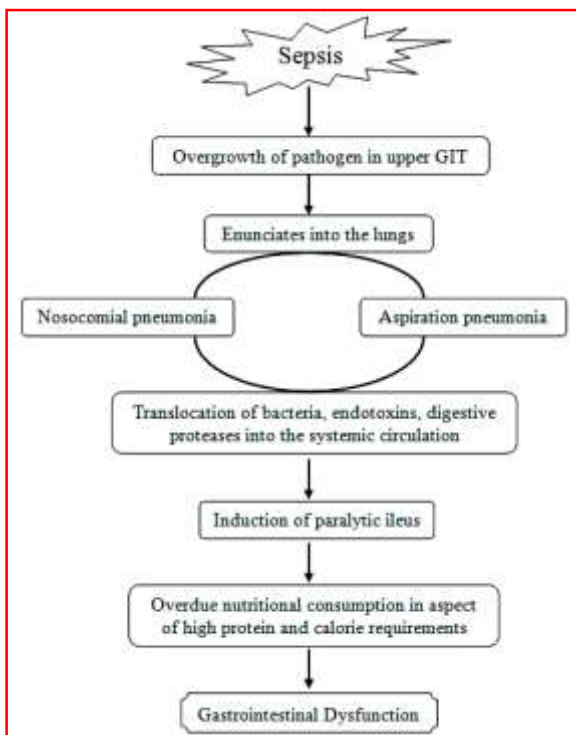 Sepsis
Overgrowth of pathogen in upper GIT
Enunciates into the lungs
Nosocomial pneumonia
Aspiration pneumonia
Translocation of bacteria, endotoxins, digestive
proteases into the systemic circulation
Induction of paralytic ileus
Overdue nutritional consumption in aspect
of high protein and calorie requirements
Gastrointestinal Dysfunction